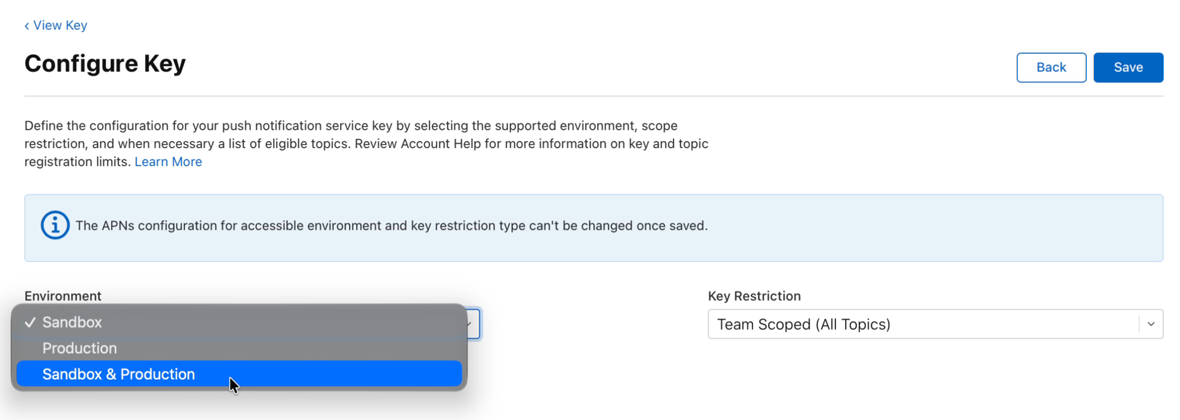 ‹ View Key
Configure Key
Back
Save
Define the configuration for your push notification service key by selecting the supported environment, scope
restriction, and when necessary a list of eligible topics. Review Account Help for more information on key and topic
registration limits. Learn More
The APNs configuration for accessible environment and key restriction type can't be changed once saved.
Environment
✓ Sandbox
Production
Sandbox & Production
Key Restriction
Team Scoped (All Topics)